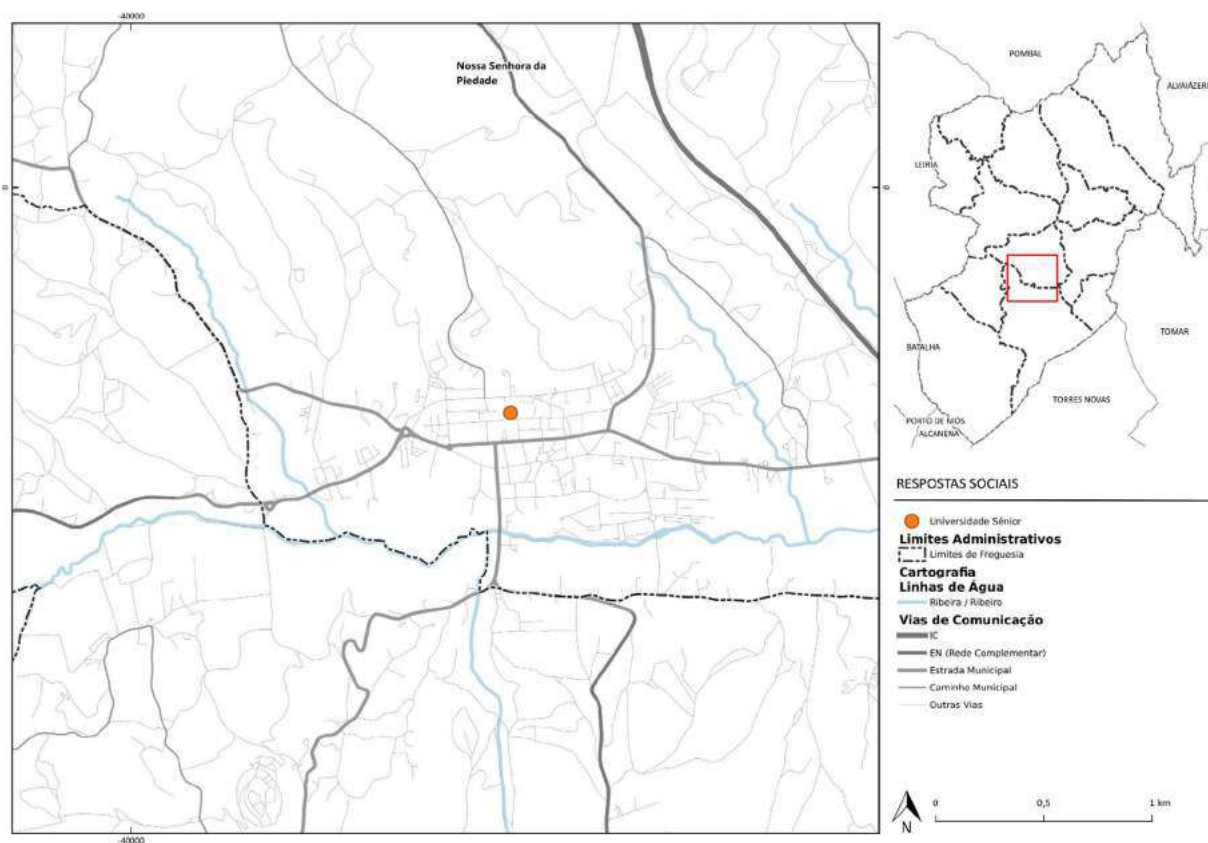 -40000
Nossa Senhora da
Piedade
0
0
-40000
POMBAL
ALVAIÁZERE
LEIRIA
BATALHA
TOMAR
TORRES NOVAS
PORTO DE MÓS
ALCANENA
RESPOSTAS SOCIAIS
Universidade Sénior
Limites Administrativos
Limites de Freguesia
Cartografia
Linhas de Água
Ribeira / Ribeiro
Vias de Comunicação
IC
EN (Rede Complementar)
Estrada Municipal
Caminho Municipal
Outras Vias
N
0
0,5
1 km